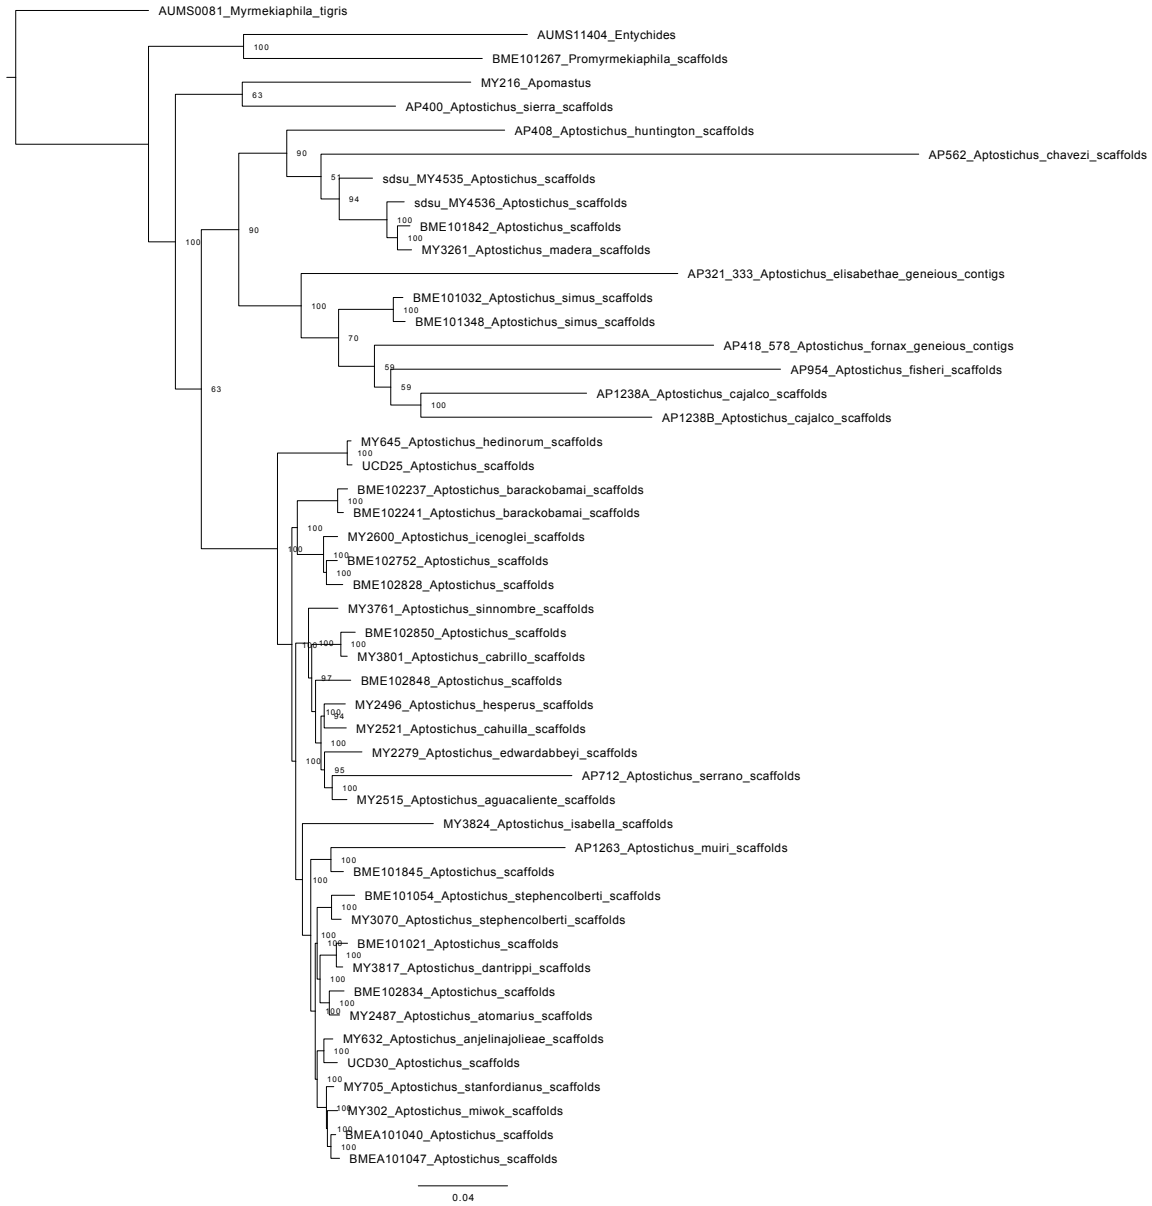 AUMS0081_Myrmekiaphila_tigris
AUMS11404_Entychides
100
BME101267_Promyrmekiaphila_scaffolds
MY216_Apomastus
63
AP400_Aptostichus_sierra_scaffolds
AP408_Aptostichus_huntington_scaffolds
90
AP562_Aptostichus_chavezi_scaffolds
51
sdsu_MY4535_Aptostichus_scaffolds
94
sdsu_MY4536_Aptostichus_scaffolds
100
BME101842_Aptostichus_scaffolds
90
100
100
MY3261_Aptostichus_madera_scaffolds
AP321_333_Aptostichus_elisabethae_geneious_contigs
BME101032_Aptostichus_simus_scaffolds
100
100
BME101348_Aptostichus_simus_scaffolds
70
AP418_578_Aptostichus_fornax_geneious_contigs
59
AP954_Aptostichus_fisheri_scaffolds
63
59
AP1238A_Aptostichus_cajalco_scaffolds
100
AP1238B_Aptostichus_cajalco_scaffolds
MY645_Aptostichus_hedinorum_scaffolds
100
UCD25_Aptostichus_scaffolds
BME102237_Aptostichus_barackobamai_scaffolds
100
BME102241_Aptostichus_barackobamai_scaffolds
100
MY2600_Aptostichus_icenoglei_scaffolds
100
100
BME102752_Aptostichus_scaffolds
100
BME102828_Aptostichus_scaffolds
MY3761_Aptostichus_sinnombre_scaffolds
BME102850_Aptostichus_scaffolds
100
100
100
MY3801_Aptostichus_cabrillo_scaffolds
97
BME102848_Aptostichus_scaffolds
MY2496_Aptostichus_hesperus_scaffolds
100
94
MY2521_Aptostichus_cahuilla_scaffolds
100
MY2279_Aptostichus_edwardabbeyi_scaffolds
100
95
AP712_Aptostichus_serrano_scaffolds
100
MY2515_Aptostichus_aguacaliente_scaffolds
MY3824_Aptostichus_isabella_scaffolds
AP1263_Aptostichus_muiri_scaffolds
100
BME101845_Aptostichus_scaffolds
100
BME101054_Aptostichus_stephencolberti_scaffolds
100
MY3070_Aptostichus_stephencolberti_scaffolds
100
100
BME101021_Aptostichus_scaffolds
100
MY3817_Aptostichus_dantrippi_scaffolds
100
BME102834_Aptostichus_scaffolds
100
100
MY2487_Aptostichus_atomarius_scaffolds
MY632_Aptostichus_anjelinajolieae_scaffolds
100
UCD30_Aptostichus_scaffolds
100
MY705_Aptostichus_stanfordianus_scaffolds
100
MY302_Aptostichus_miwok_scaffolds
100
BMEA101040_Aptostichus_scaffolds
100
BMEA101047_Aptostichus_scaffolds
0.04